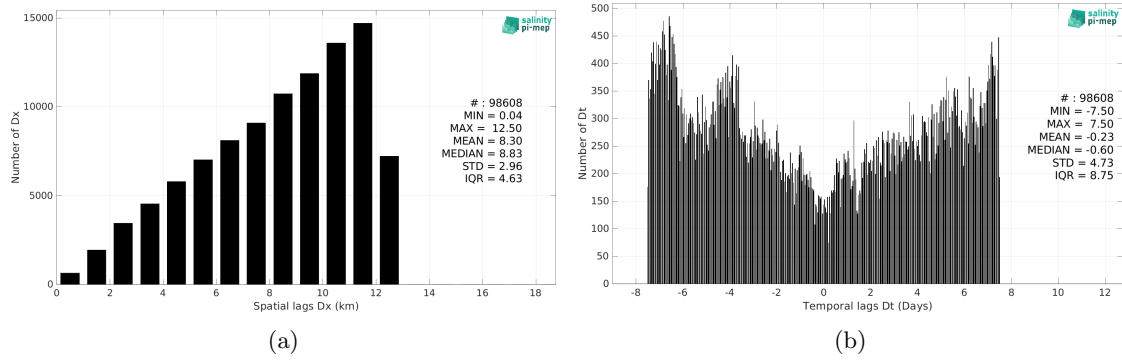 15000
10000
5000
0
Number of Dx
0 2 4 6 8 10 12 14 16 18
Spatial lags Dx (km)
salinity
pi-mep
# : 98608
MIN = 0.04
MAX = 12.50
MEAN = 8.30
MEDIAN = 8.83
STD = 2.96
IQR = 4.63
(a)
500
450
400
350
300
250
200
150
100
50
0
Number of Dt
-8 -6 -4 -2 0 2 4 6 8 10 12
Temporal lags Dt (Days)
salinity
pi-mep
# : 98608
MIN = -7.50
MAX = 7.50
MEAN = -0.23
MEDIAN = -0.60
STD = 4.73
IQR = 8.75
(b)